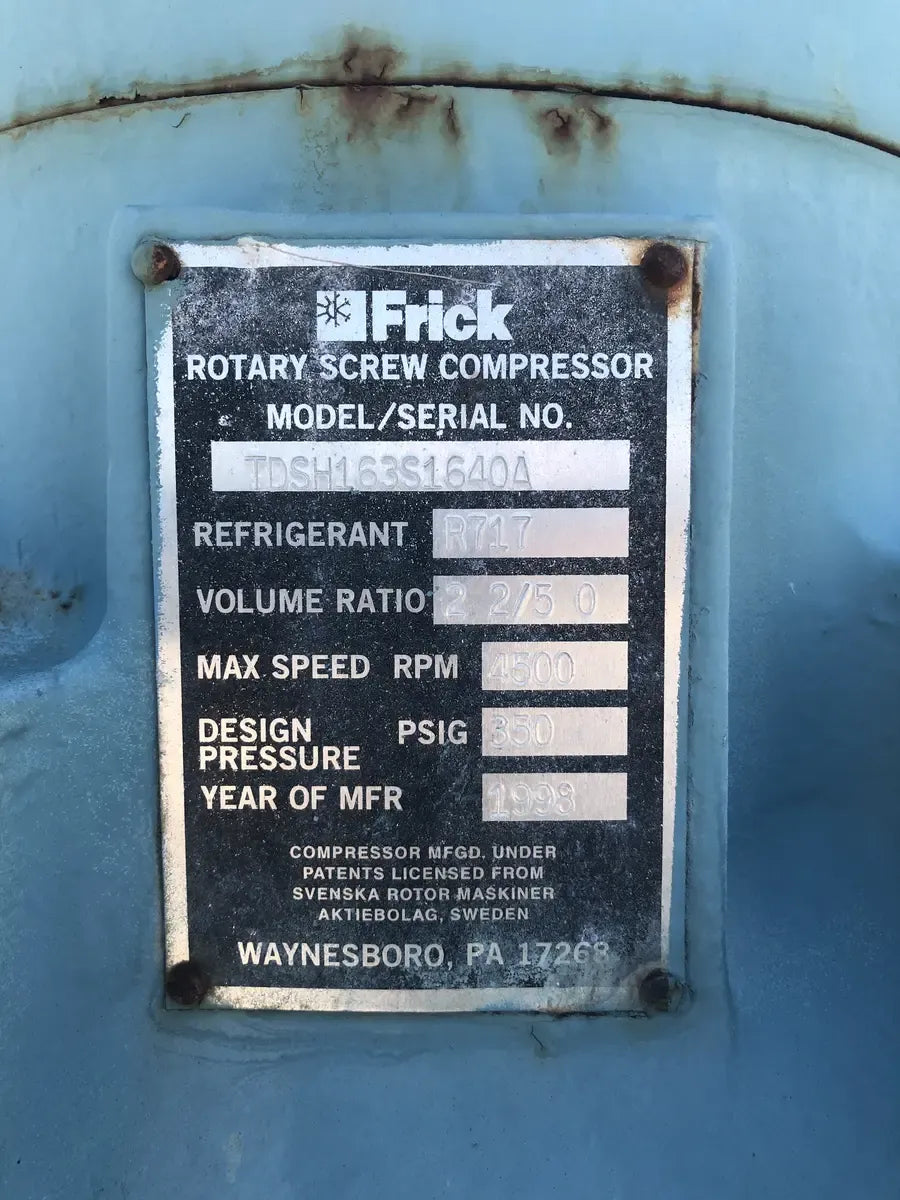 Frick
ROTARY SCREW COMPRESSOR
MODEL/SERIAL NO.
TDSH163S1640A
REFRIGERANT R717
VOLUME RATIO 2 2/5 0
MAX SPEED RPM 4500
DESIGN PRESSURE PSIG 350
YEAR OF MFR 1998
COMPRESSOR MFGD. UNDER
PATENTS LICENSED FROM
SVENSKA ROTOR MASKINER
AKTIEBOLAG, SWEDEN
WAYNESBORO, PA 17268